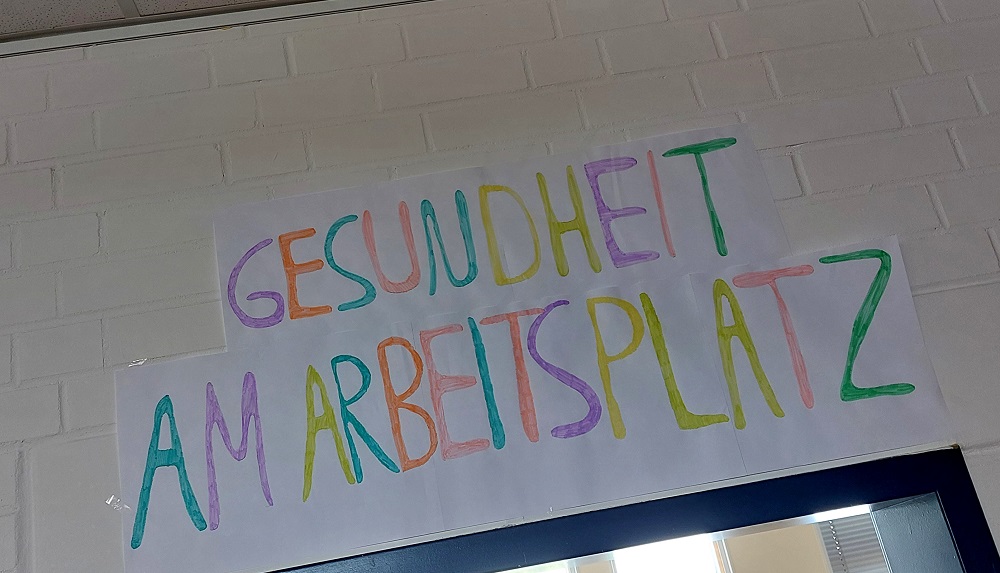 GESUNDHEIT
AM ARBEITSPLATZ